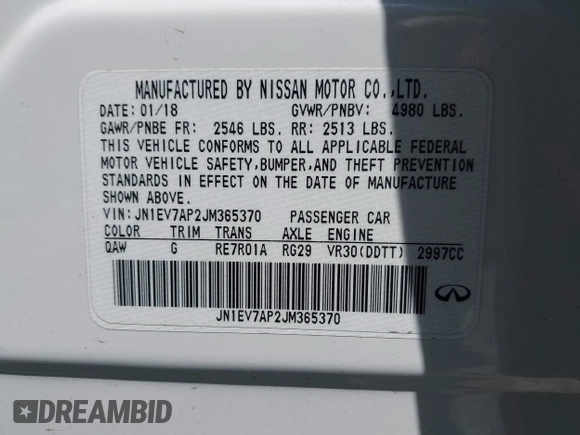 MANUFACTURED BY NISSAN MOTOR CO.,LTD.
DATE: 01/18 GVWR/PNBV: 4980 LBS.
GAWR/PNBE FR: 2546 LBS. RR: 2513 LBS.
THIS VEHICLE CONFORMS TO ALL APPLICABLE FEDERAL
MOTOR VEHICLE SAFETY,BUMPER,AND THEFT PREVENTION
STANDARDS IN EFFECT ON THE DATE OF MANUFACTURE
SHOWN ABOVE.
VIN:JN1EV7AP2JM365370 PASSENGER CAR
COLOR TRIM TRANS AXLE ENGINE
QAW G RE7R01A RG29 VR30(DDTT) 2997CC
JN1EV7AP2JM365370
DREAMBID